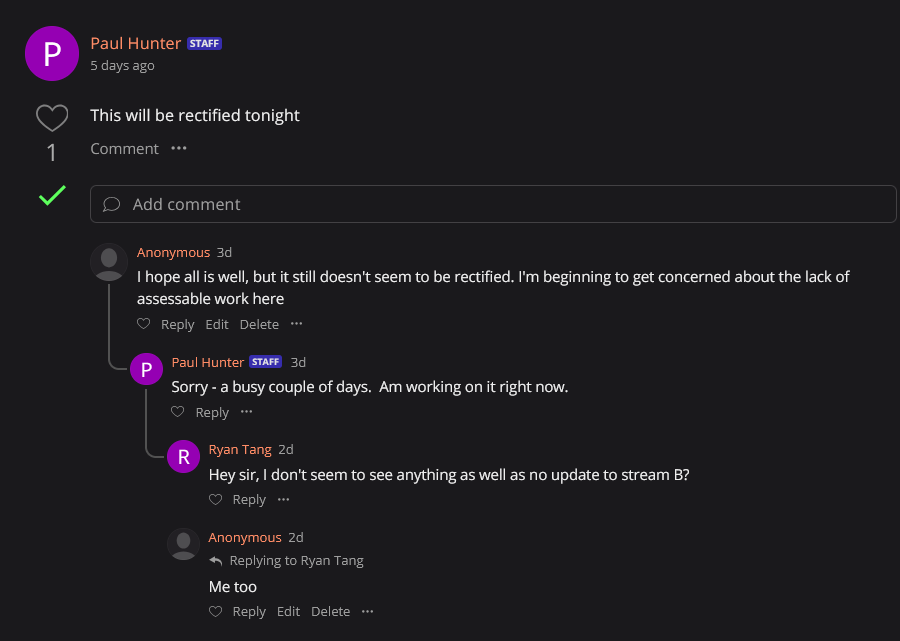 P
Paul Hunter STAFF
5 days ago
This will be rectified tonight
1
Comment ···
Add comment
Anonymous 3d
I hope all is well, but it still doesn't seem to be rectified. I'm beginning to get concerned about the lack of
assessable work here
Reply Edit Delete ···
P
Paul Hunter STAFF 3d
Sorry - a busy couple of days.  Am working on it right now.
Reply ···
R
Ryan Tang 2d
Hey sir, I don't seem to see anything as well as no update to stream B?
Reply ···
Anonymous 2d
Replying to Ryan Tang
Me too
Reply Edit Delete ···